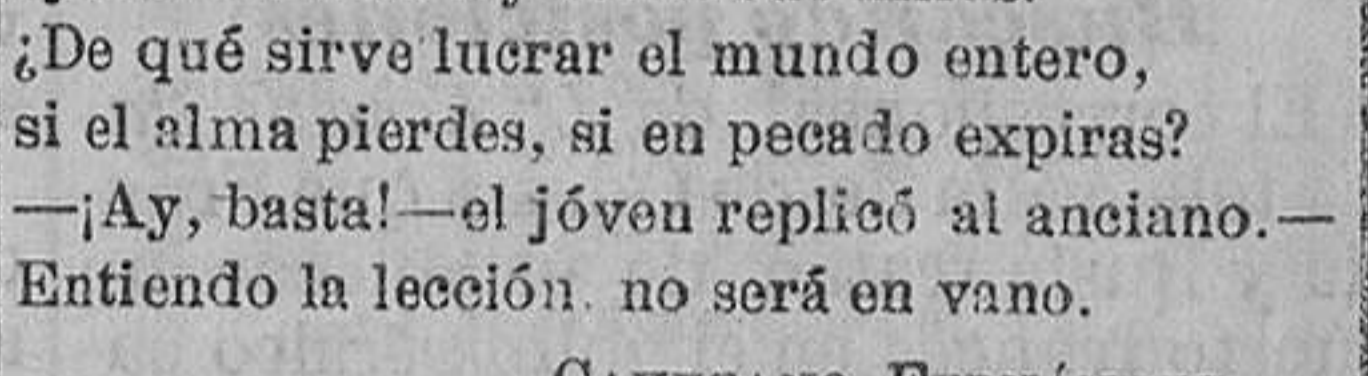 ¿De qué sirve lucrar el mundo entero,
si el alma pierdes, si en pecado expiras?
—¡Ay, basta!—el jóven replicó al anciano.—
Entiendo la lección, no será en vano.